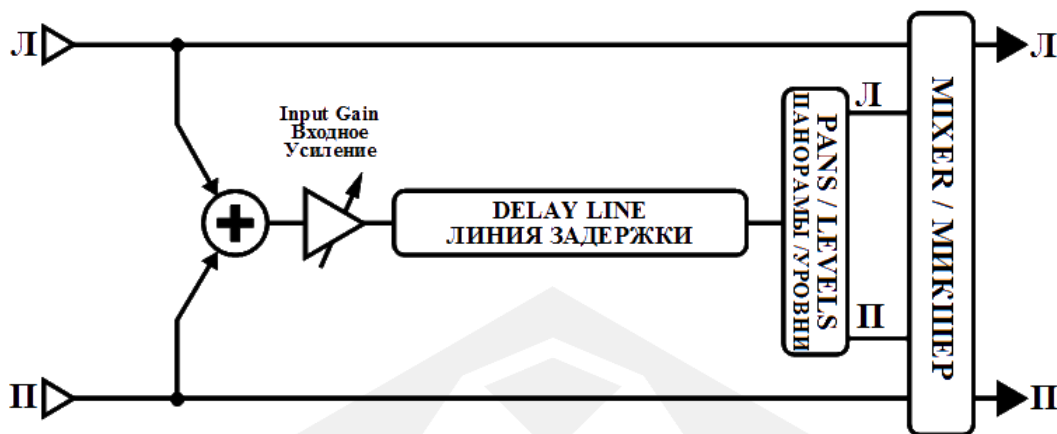 Л
Л
Input Gain
Входное
Усиление
DELAY LINE
ЛИНИЯ ЗАДЕРЖКИ
PANS / LEVELS
ПАНОРАМЫ /УРОВНИ
Л
П
MIXER / МИКШЕР
П
П